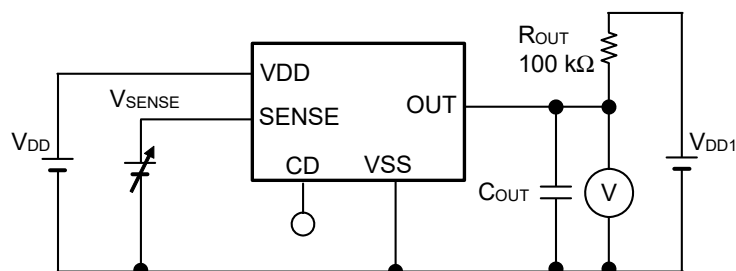 ROUT
100 kΩ
VDD
VSENSE
OUT
SENSE
VDD
VDD1
CD
VSS
COUT
V